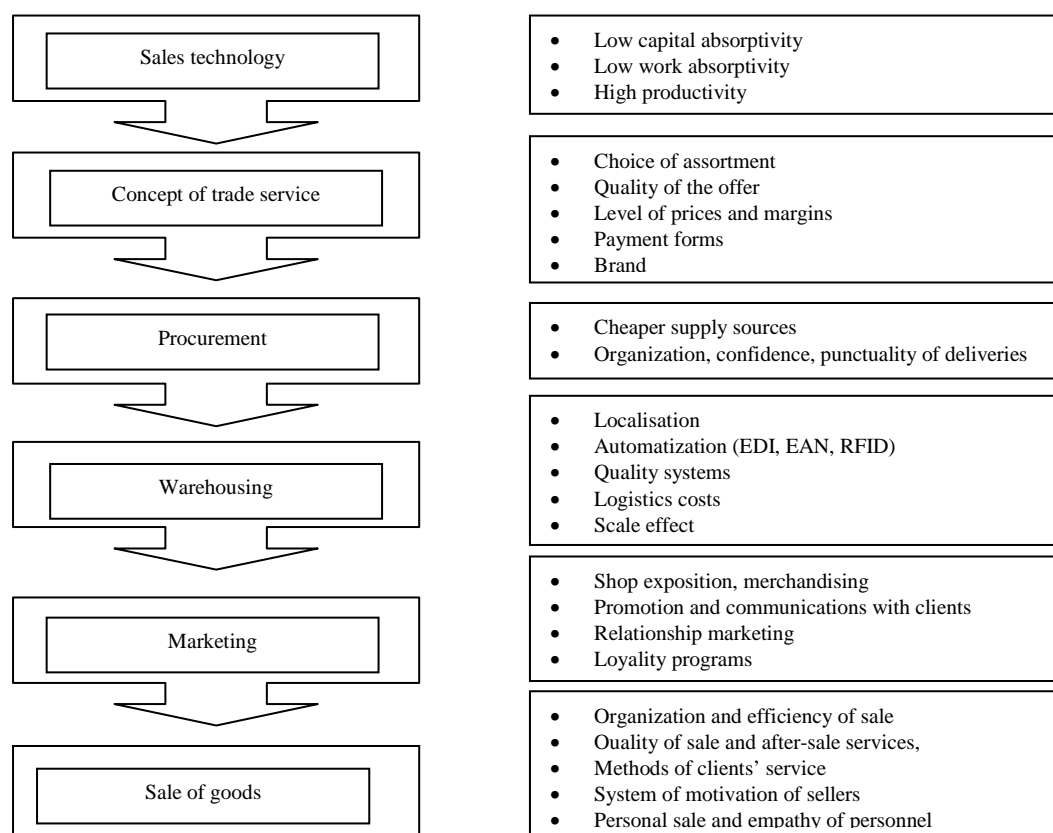 Sales technology
• Low capital absorptivity
• Low work absorptivity
• High productivity
Concept of trade service
• Choice of assortment
• Quality of the offer
• Level of prices and margins
• Payment forms
• Brand
Procurement
• Cheaper supply sources
• Organization, confidence, punctuality of deliveries
Warehousing
• Localisation
• Automatization (EDI, EAN, RFID)
• Quality systems
• Logistics costs
• Scale effect
Marketing
• Shop exposition, merchandising
• Promotion and communications with clients
• Relationship marketing
• Loyality programs
Sale of goods
• Organization and efficiency of sale
• Ouality of sale and after-sale services,
• Methods of clients’ service
• System of motivation of sellers
• Personal sale and empathy of personnel